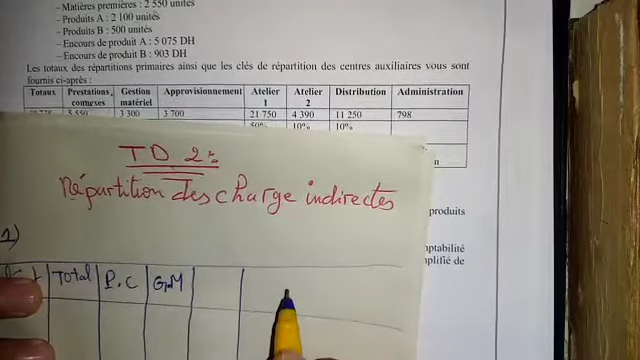 – Matières premières : 2 550 unités
– Produits A : 2 100 unités
– Produits B : 500 unités
– Encours de produit A : 5 075 DH
– Encours de produit B : 903 DH
Les totaux des répartitions primaires ainsi que les clés de répartition des centres auxiliaires vous sont
fournis ci-après :
Totaux Prestations connexes Gestion matériel Approvisionnement Atelier 1 Atelier 2 Distribution Administration
3 300 3 700 21 750 4 390 11 250 798
50% 10% 10%
TD 2:
Répartition des charge indirectes
produits
1)
Total P.C G.M